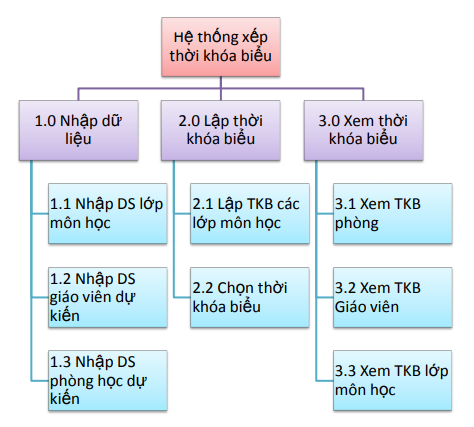 Hệ thống xếp
thời khóa biểu
1.0 Nhập dữ
liệu
2.0 Lập thời
khóa biểu
3.0 Xem thời
khóa biểu
1.1 Nhập DS lớp
môn học
2.1 Lập TKB các
lớp môn học
3.1 Xem TKB
phòng
1.2 Nhập DS
giáo viên dự
kiến
2.2 Chọn thời
khóa biểu
3.2 Xem TKB
Giáo viên
1.3 Nhập DS
phòng học dự
kiến
3.3 Xem TKB lớp
môn học